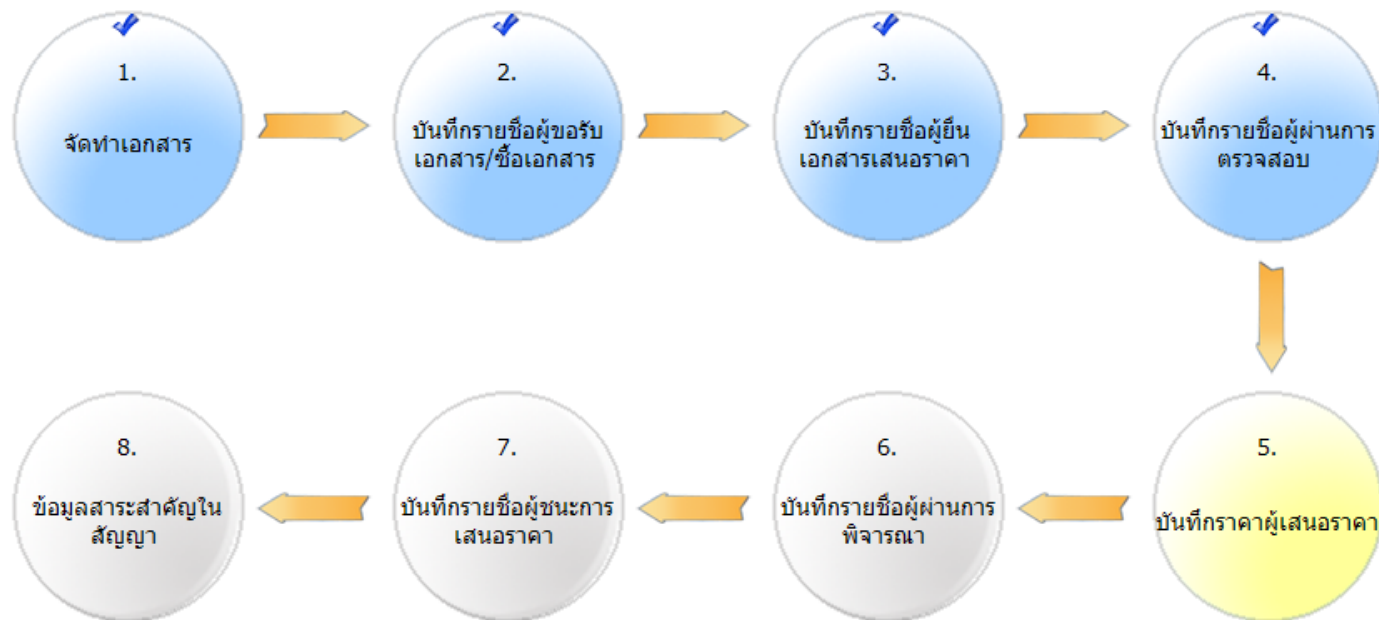 1.
จัดทำเอกสาร
2.
บันทึกรายชื่อผู้ขอรับ
เอกสาร/ซื้อเอกสาร
3.
บันทึกรายชื่อผู้ยื่น
เอกสารเสนอราคา
4.
บันทึกรายชื่อผู้ผ่านการ
ตรวจสอบ
5.
บันทึกราคาผู้เสนอราคา
6.
บันทึกรายชื่อผู้ผ่านการ
พิจารณา
7.
บันทึกรายชื่อผู้ชนะการ
เสนอราคา
8.
ข้อมูลสาระสำคัญใน
สัญญา